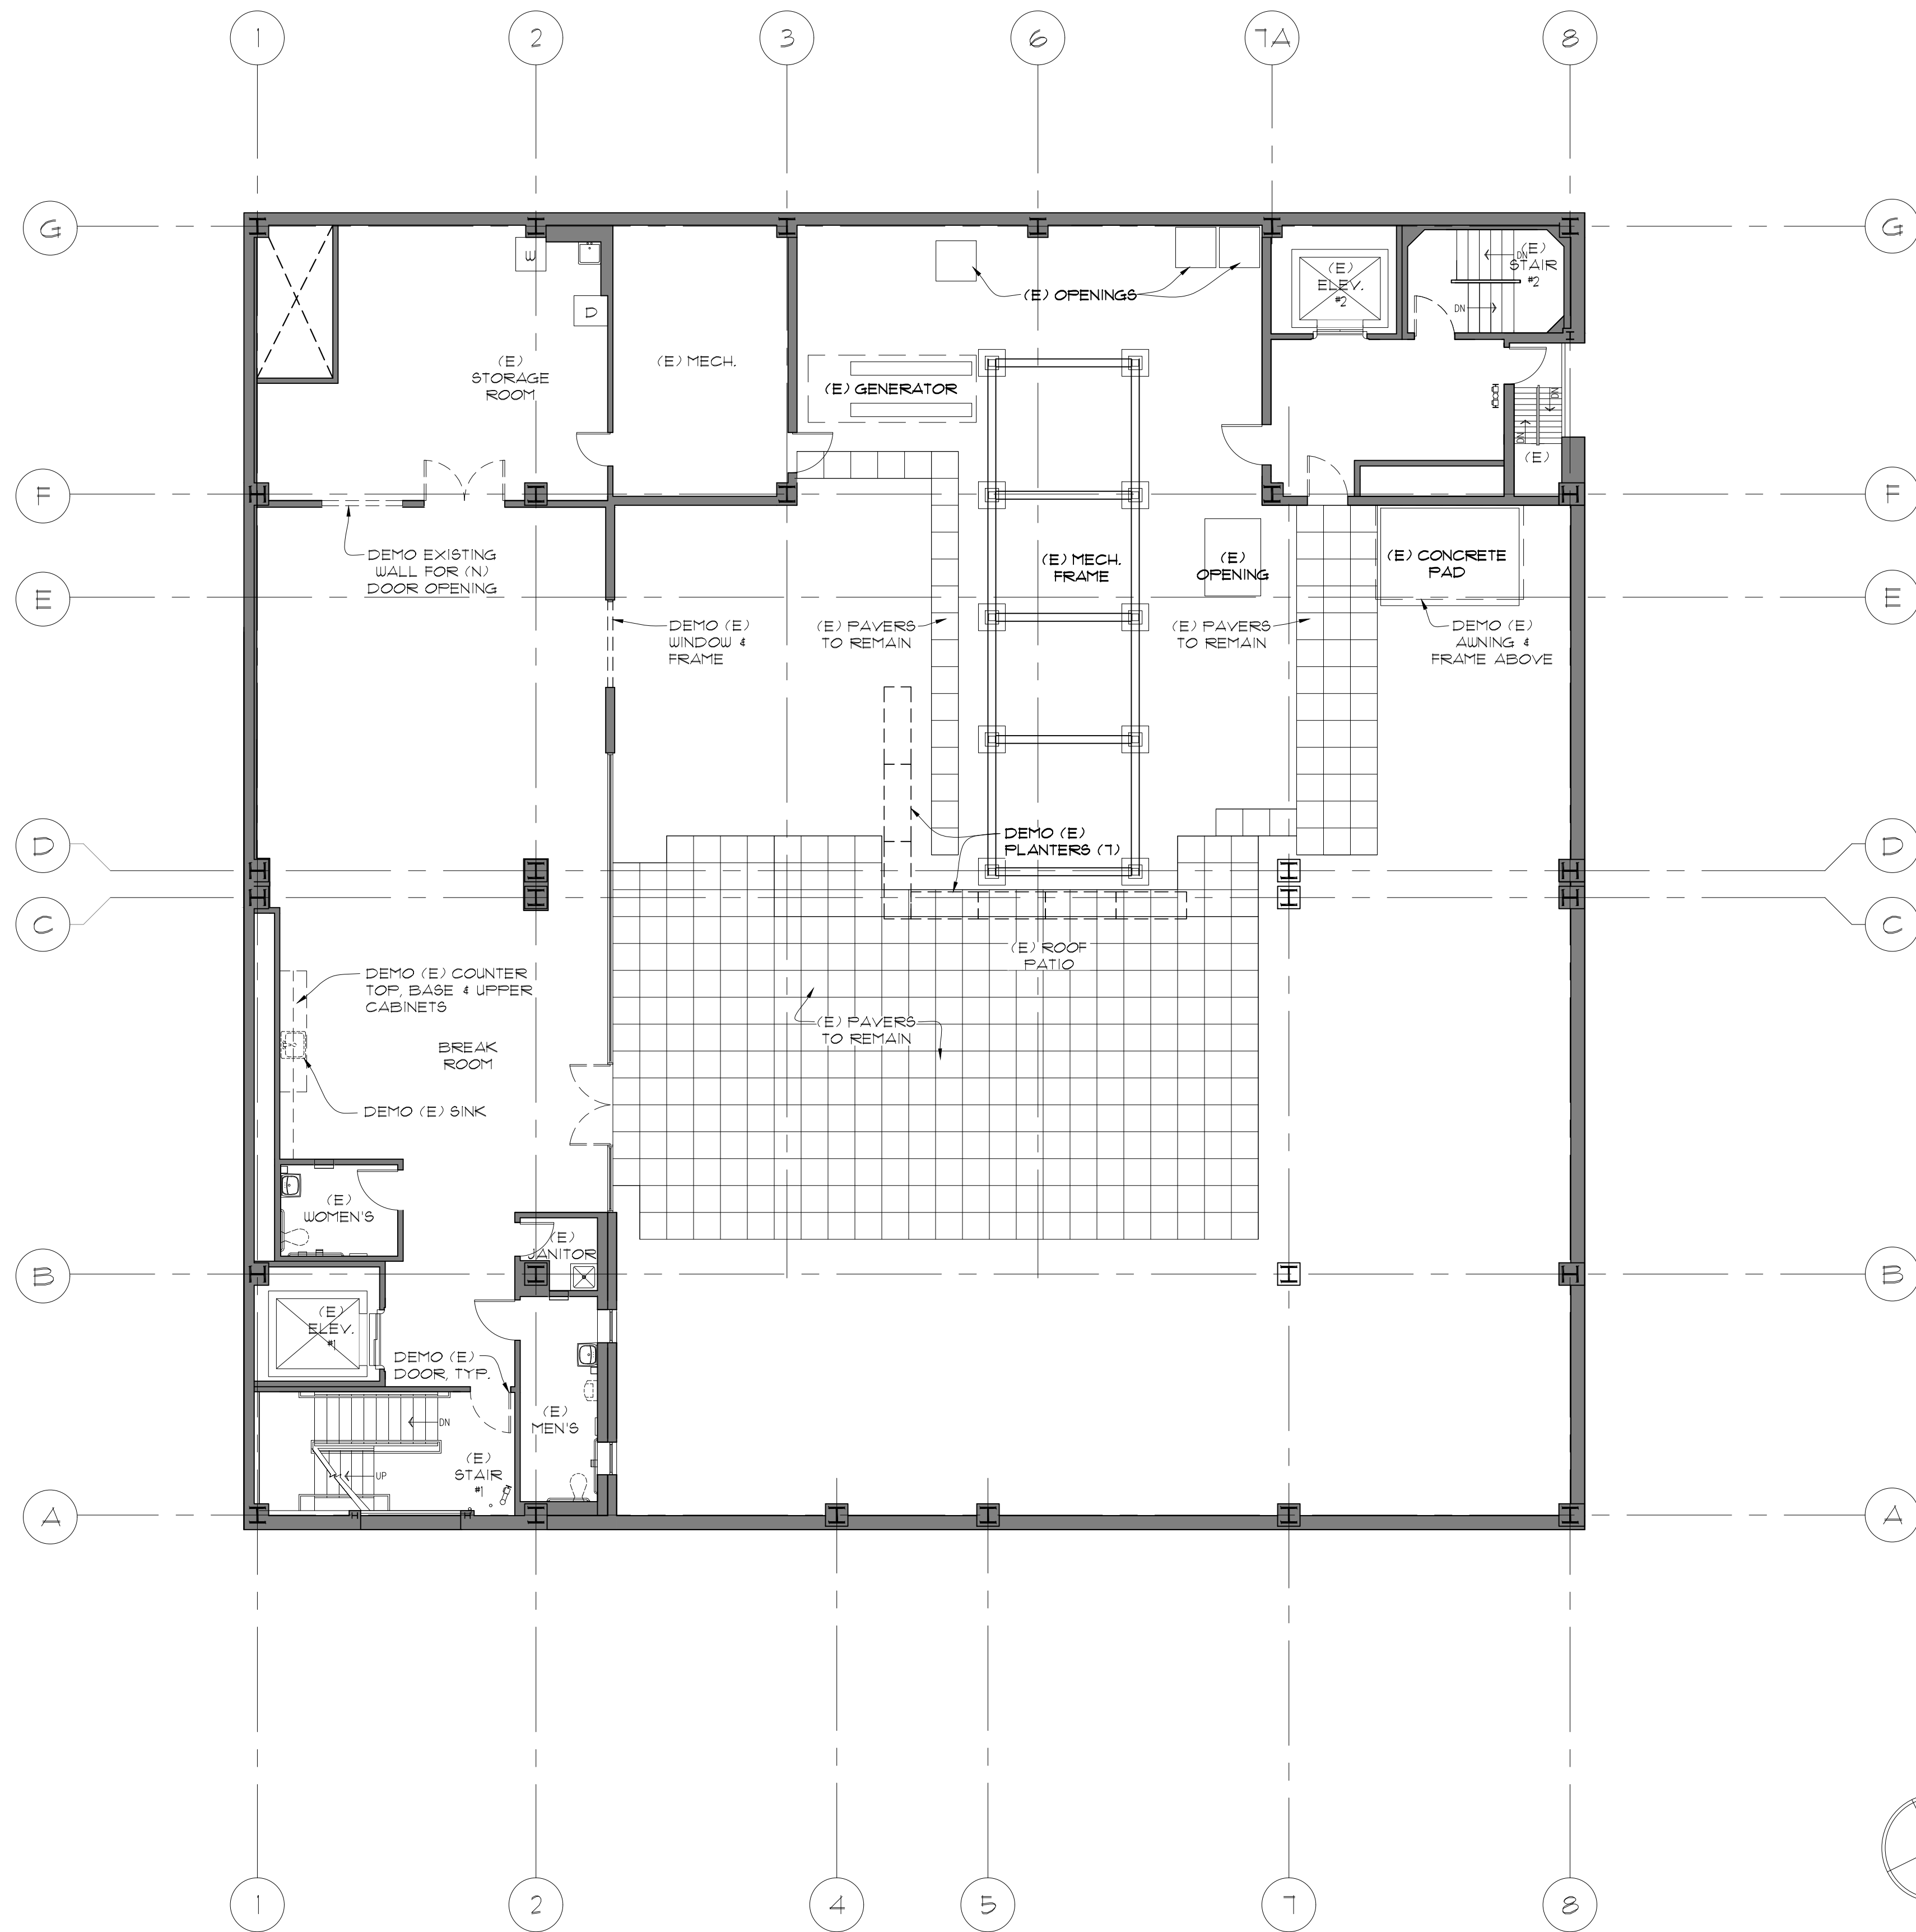 1
2
3
6
7A
8
G
G
W
D
(E)
STORAGE
ROOM
(E) MECH.
(E) OPENINGS
(E) GENERATOR
(E)
ELEV.
#2
DN
(E)
STAIR
#2
DN
DN
DN
(E)
F
F
DEMO EXISTING
WALL FOR (N)
DOOR OPENING
(E) MECH.
FRAME
(E)
OPENING
(E) CONCRETE
PAD
E
E
DEMO (E)
WINDOW &
FRAME
(E) PAVERS
TO REMAIN
(E) PAVERS
TO REMAIN
DEMO (E)
AWNING &
FRAME ABOVE
D
D
DEMO (E)
PLANTERS (7)
C
C
(E) ROOF
PATIO
DEMO (E) COUNTER
TOP, BASE & UPPER
CABINETS
(E) PAVERS
TO REMAIN
BREAK
ROOM
DEMO (E) SINK
(E)
WOMEN'S
(E)
JANITOR
B
B
(E)
ELEV.
#1
DEMO (E)
DOOR, TYP.
DN
(E)
MEN'S
(E)
STAIR
#1
UP
A
A
1
2
4
5
7
8